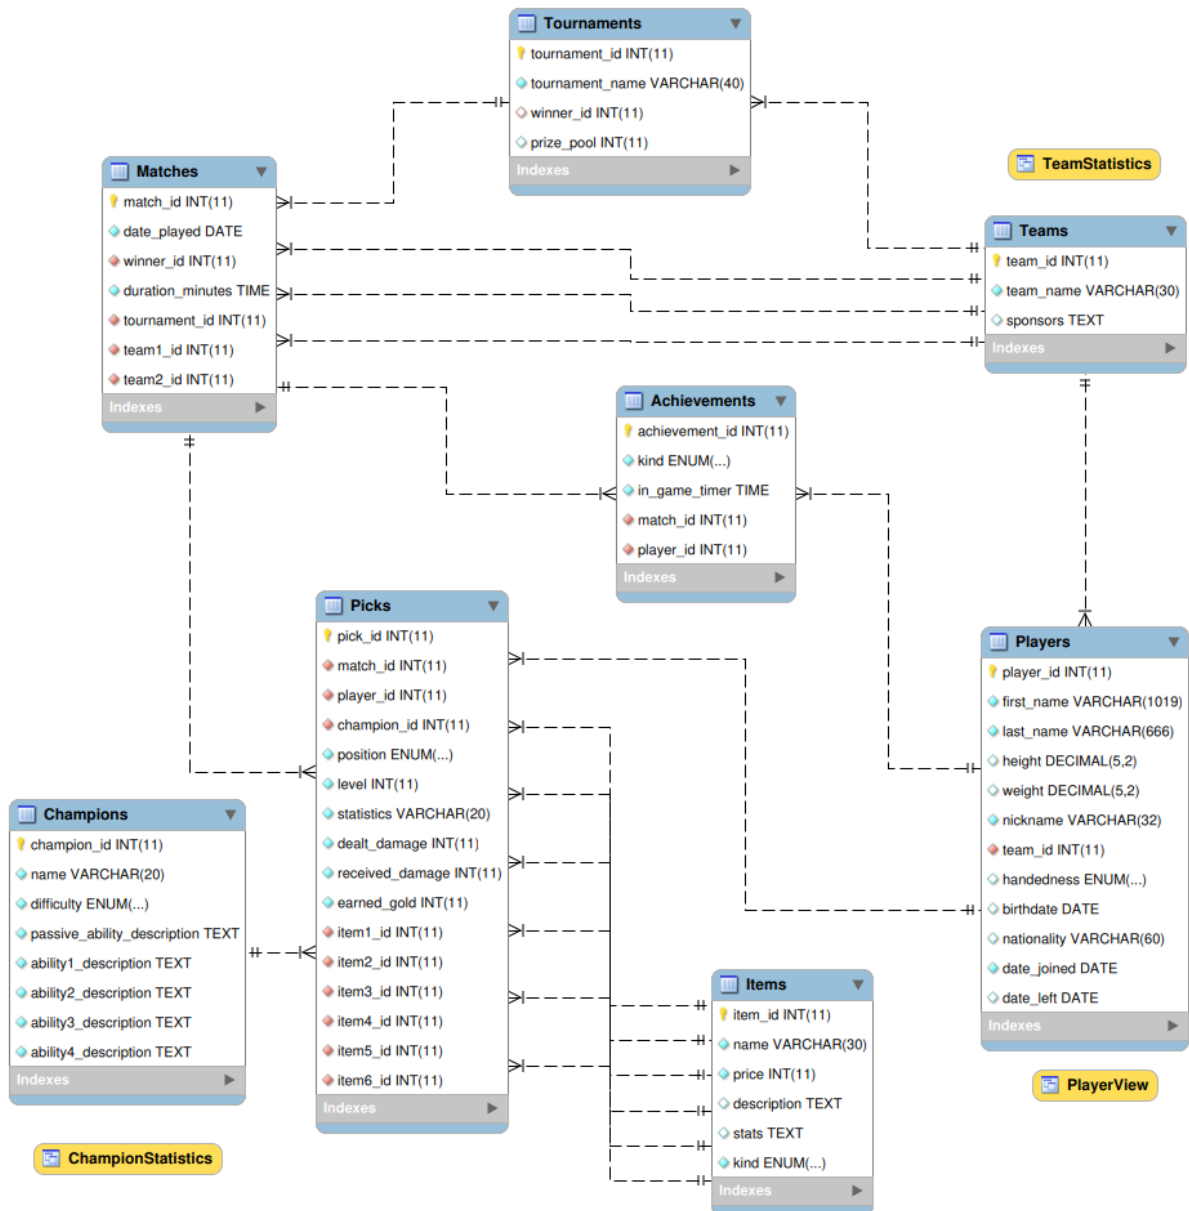 Tournaments
tournament_id INT(11)
tournament_name VARCHAR(40)
winner_id INT(11)
prize_pool INT(11)
Indexes
Matches
match_id INT(11)
date_played DATE
winner_id INT(11)
duration_minutes TIME
tournament_id INT(11)
team1_id INT(11)
team2_id INT(11)
Indexes
TeamStatistics
Teams
team_id INT(11)
team_name VARCHAR(30)
sponsors TEXT
Indexes
Achievements
achievement_id INT(11)
kind ENUM(...)
in_game_timer TIME
match_id INT(11)
player_id INT(11)
Indexes
Picks
pick_id INT(11)
match_id INT(11)
player_id INT(11)
champion_id INT(11)
position ENUM(...)
level INT(11)
statistics VARCHAR(20)
dealt_damage INT(11)
received_damage INT(11)
earned_gold INT(11)
item1_id INT(11)
item2_id INT(11)
item3_id INT(11)
item4_id INT(11)
item5_id INT(11)
item6_id INT(11)
Indexes
Players
player_id INT(11)
first_name VARCHAR(1019)
last_name VARCHAR(666)
height DECIMAL(5,2)
weight DECIMAL(5,2)
nickname VARCHAR(32)
team_id INT(11)
handedness ENUM(...)
birthdate DATE
nationality VARCHAR(60)
date_joined DATE
date_left DATE
Indexes
Champions
champion_id INT(11)
name VARCHAR(20)
difficulty ENUM(...)
passive_ability_description TEXT
ability1_description TEXT
ability2_description TEXT
ability3_description TEXT
ability4_description TEXT
Indexes
Items
item_id INT(11)
name VARCHAR(30)
price INT(11)
description TEXT
stats TEXT
kind ENUM(...)
Indexes
PlayerView
ChampionStatistics